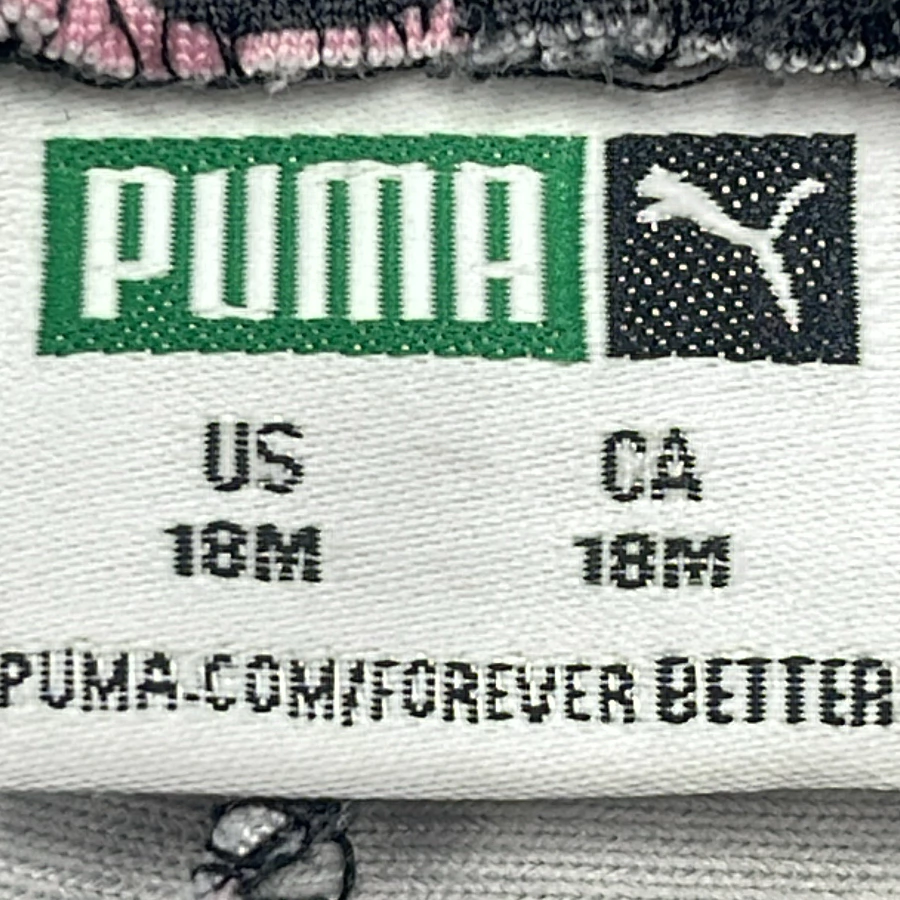 PUMA
US CA
18M 18M
PUMA.COM/FOREVER BETTER